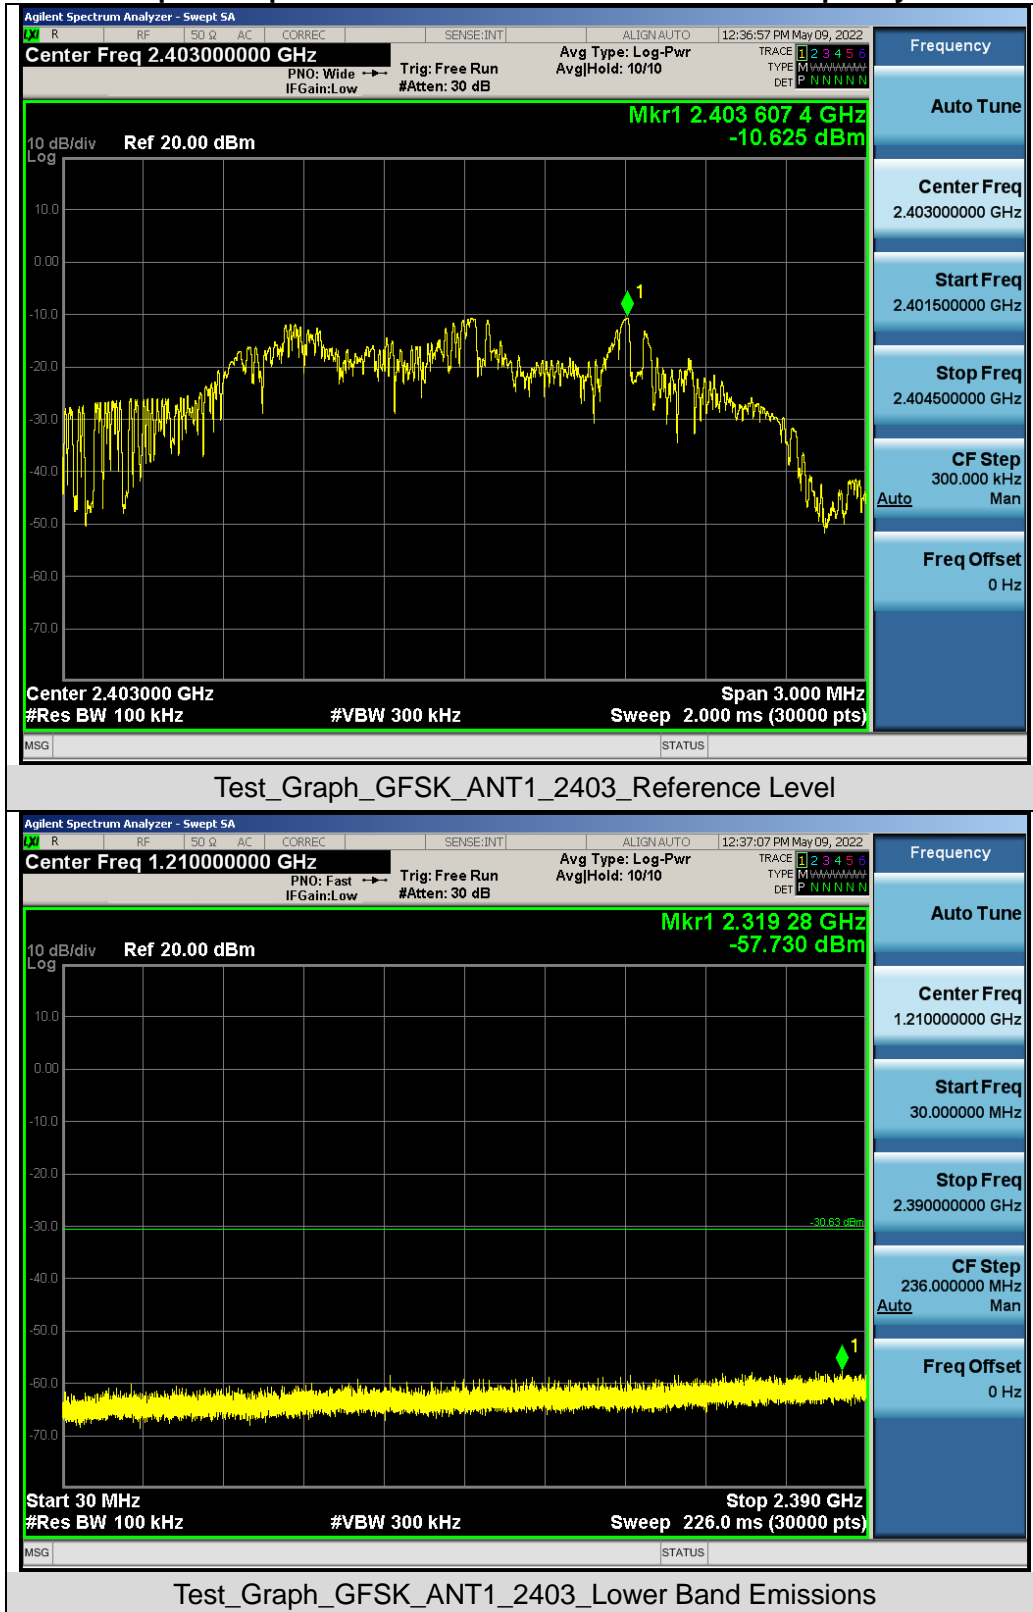 Agilent Spectrum Analyzer - Swept SA
LXI R RF 50 Ω AC CORREC SENSE:INT ALIGN AUTO 12:36:57 PM May 09, 2022
Center Freq 2.403000000 GHz Avg Type: Log-Pwr TRACE 1 2 3 4 5 6
PNO: Wide Trig: Free Run Avg|Hold: 10/10 TYPE M WWWWW
IFGain:Low #Atten: 30 dB DET P N N N N N
Frequency
Auto Tune
Mkr1 2.403 607 4 GHz
-10.625 dBm
10 dB/div Ref 20.00 dBm
Log
10.0
0.00
-10.0
-20.0
-30.0
-40.0
-50.0
-60.0
-70.0
1
Center Freq
2.403000000 GHz
Start Freq
2.401500000 GHz
Stop Freq
2.404500000 GHz
CF Step
300.000 kHz
Auto Man
Freq Offset
0 Hz
Center 2.403000 GHz Span 3.000 MHz
#Res BW 100 kHz #VBW 300 kHz Sweep 2.000 ms (30000 pts)
MSG STATUS
Test_Graph_GFSK_ANT1_2403_Reference Level
Agilent Spectrum Analyzer - Swept SA
LXI R RF 50 Ω AC CORREC SENSE:INT ALIGN AUTO 12:37:07 PM May 09, 2022
Center Freq 1.210000000 GHz Avg Type: Log-Pwr TRACE 1 2 3 4 5 6
PNO: Fast Trig: Free Run Avg|Hold: 10/10 TYPE M WWWWW
IFGain:Low #Atten: 30 dB DET P N N N N N
Frequency
Auto Tune
Mkr1 2.319 28 GHz
-57.730 dBm
10 dB/div Ref 20.00 dBm
Log
10.0
0.00
-10.0
-20.0
-30.0
-40.0
-50.0
-60.0
-70.0
-30.63 dBm
1
Center Freq
1.210000000 GHz
Start Freq
30.000000 MHz
Stop Freq
2.390000000 GHz
CF Step
236.000000 MHz
Auto Man
Freq Offset
0 Hz
Start 30 MHz Stop 2.390 GHz
#Res BW 100 kHz #VBW 300 kHz Sweep 226.0 ms (30000 pts)
MSG STATUS
Test_Graph_GFSK_ANT1_2403_Lower Band Emissions